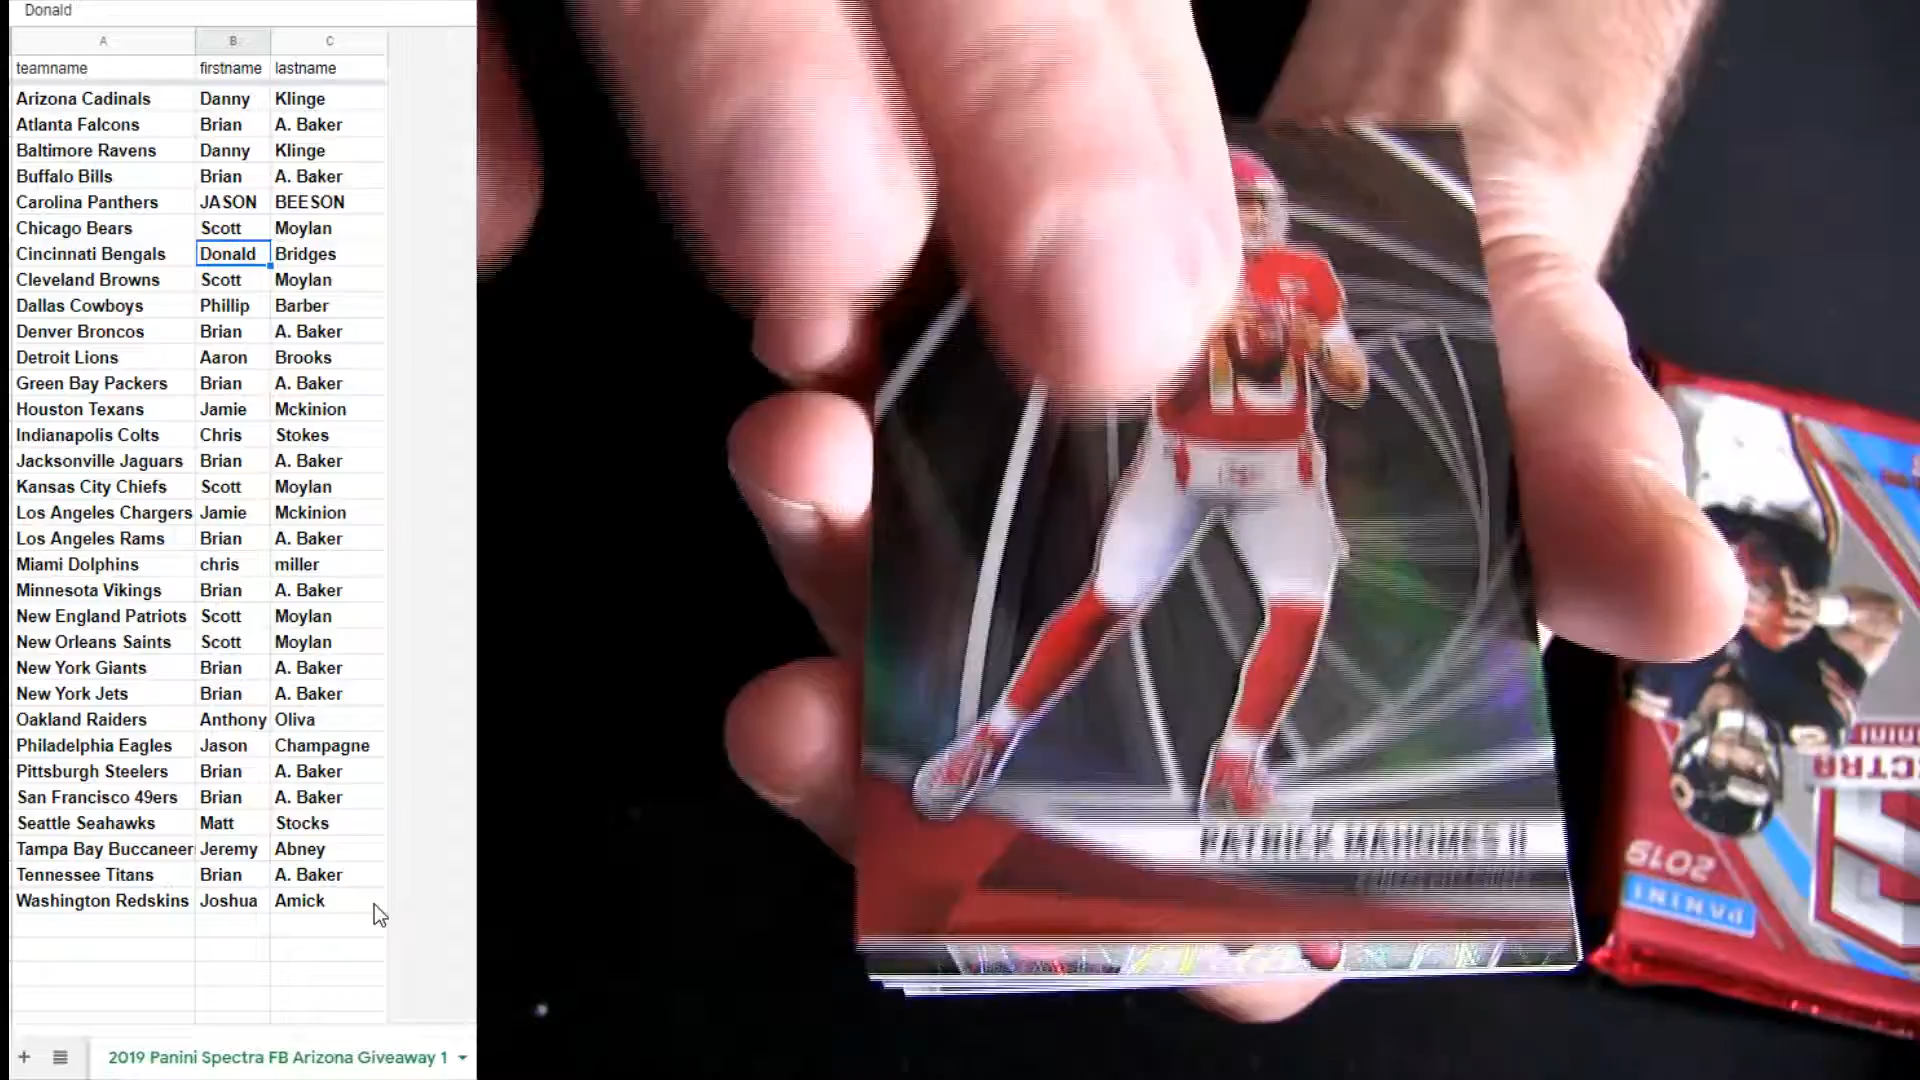 Donald
A B C
teamname firstname lastname
Arizona Cadinals Danny Klinge
Atlanta Falcons Brian A. Baker
Baltimore Ravens Danny Klinge
Buffalo Bills Brian A. Baker
Carolina Panthers JASON BEESON
Chicago Bears Scott Moylan
Cincinnati Bengals Donald Bridges
Cleveland Browns Scott Moylan
Dallas Cowboys Phillip Barber
Denver Broncos Brian A. Baker
Detroit Lions Aaron Brooks
Green Bay Packers Brian A. Baker
Houston Texans Jamie Mckinion
Indianapolis Colts Chris Stokes
Jacksonville Jaguars Brian A. Baker
Kansas City Chiefs Scott Moylan
Los Angeles Chargers Jamie Mckinion
Los Angeles Rams Brian A. Baker
Miami Dolphins chris miller
Minnesota Vikings Brian A. Baker
New England Patriots Scott Moylan
New Orleans Saints Scott Moylan
New York Giants Brian A. Baker
New York Jets Brian A. Baker
Oakland Raiders Anthony Oliva
Philadelphia Eagles Jason Champagne
Pittsburgh Steelers Brian A. Baker
San Francisco 49ers Brian A. Baker
Seattle Seahawks Matt Stocks
Tampa Bay Buccaneer Jeremy Abney
Tennessee Titans Brian A. Baker
Washington Redskins Joshua Amick
2019 Panini Spectra FB Arizona Giveaway 1
15
PATRICK MAHOMES II
PANINI
2019
PANINI